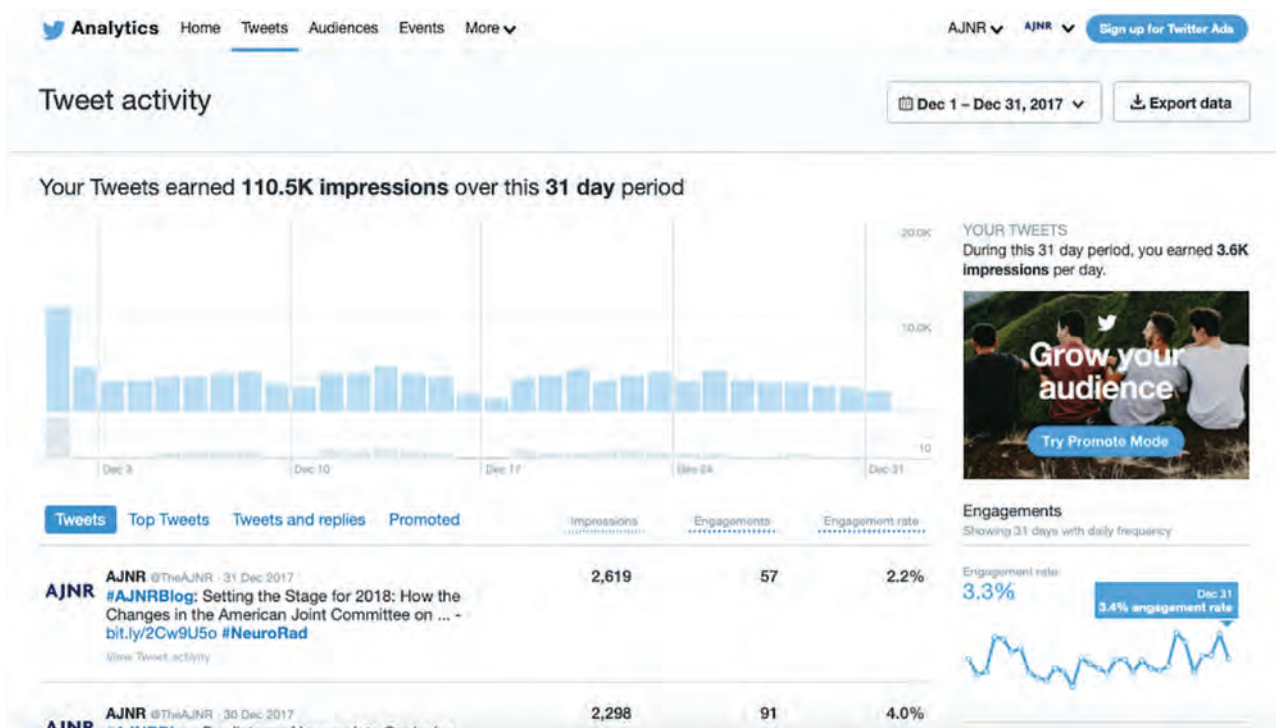 Analytics Home Tweets Audiences Events More
AJNR AJNR Sign up for Twitter Ads
Tweet activity
Dec 1 – Dec 31, 2017 Export data
Your Tweets earned 110.5K impressions over this 31 day period
20.0K
10.0K
10
Dec 3 Dec 10 Dec 17 Dec 24 Dec 31
YOUR TWEETS
During this 31 day period, you earned 3.6K
impressions per day.
Grow your
audience
Try Promote Mode
Tweets Top Tweets Tweets and replies Promoted Impressions Engagements Engagement rate
AJNR
AJNR @TheAJNR · 31 Dec 2017 2,619 57 2.2%
#AJNRBlog: Setting the Stage for 2018: How the
Changes in the American Joint Committee on ... -
bit.ly/2Cw9U5o #NeuroRad
View Tweet activity
AJNR @TheAJNR · 30 Dec 2017 2,298 91 4.0%
AJNR
Engagements
Showing 31 days with daily frequency
Engagement rate
3.3%
Dec 31
3.4% engagement rate